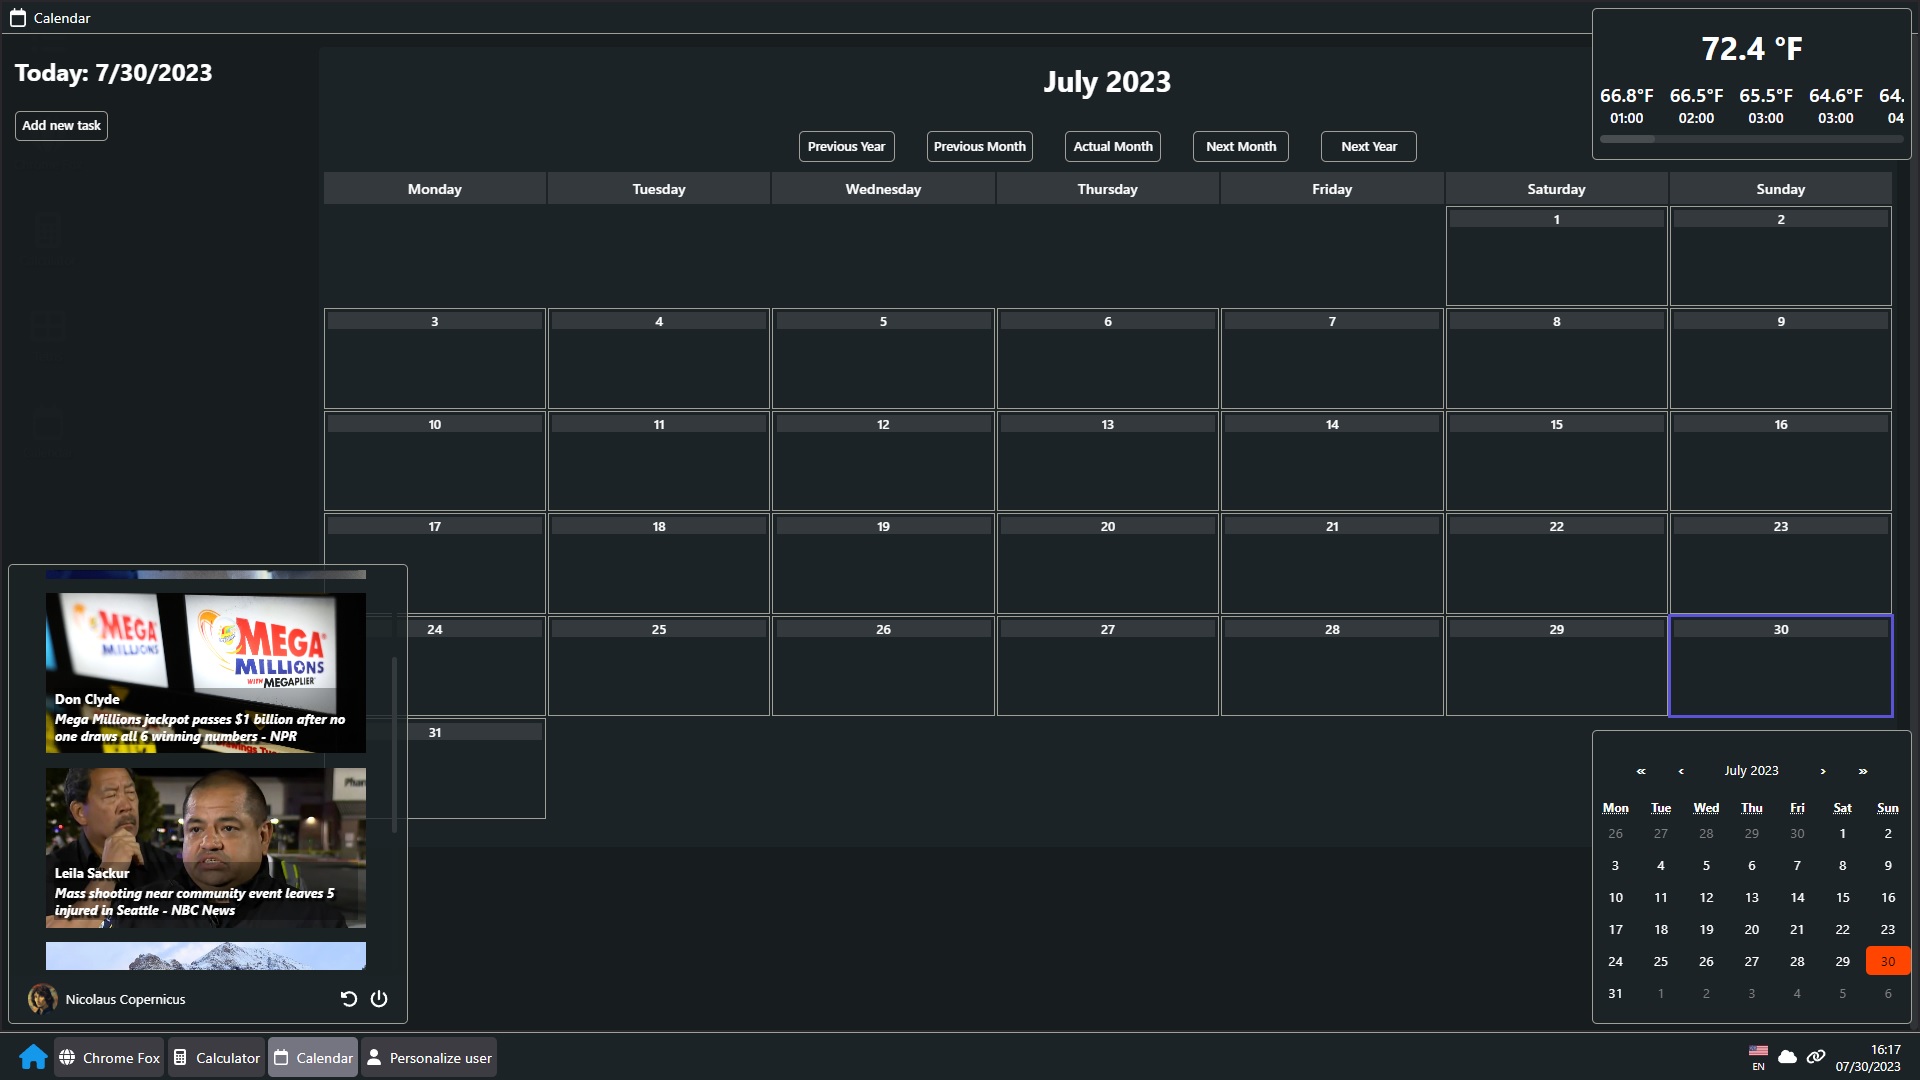 Calendar
Today: 7/30/2023
Add new task
July 2023
Previous Year Previous Month Actual Month Next Month Next Year
Monday Tuesday Wednesday Thursday Friday Saturday Sunday
1 2
3 4 5 6 7 8 9
10 11 12 13 14 15 16
17 18 19 20 21 22 23
24 25 26 27 28 29 30
31
72.4 °F
66.8°F 66.5°F 65.5°F 64.6°F 64.
01:00 02:00 03:00 03:00 04
MEGA MILLIONS
MEGA
MILLIONS
WITH MEGAPLIER
Don Clyde
Mega Millions jackpot passes $1 billion after no
one draws all 6 winning numbers - NPR
Leila Sackur
Mass shooting near community event leaves 5
injured in Seattle - NBC News
Nicolaus Copernicus
« ‹ July 2023 › »
Mon Tue Wed Thu Fri Sat Sun
26 27 28 29 30 1 2
3 4 5 6 7 8 9
10 11 12 13 14 15 16
17 18 19 20 21 22 23
24 25 26 27 28 29 30
31 1 2 3 4 5 6
Chrome Fox Calculator Calendar Personalize user
EN
16:17
07/30/2023